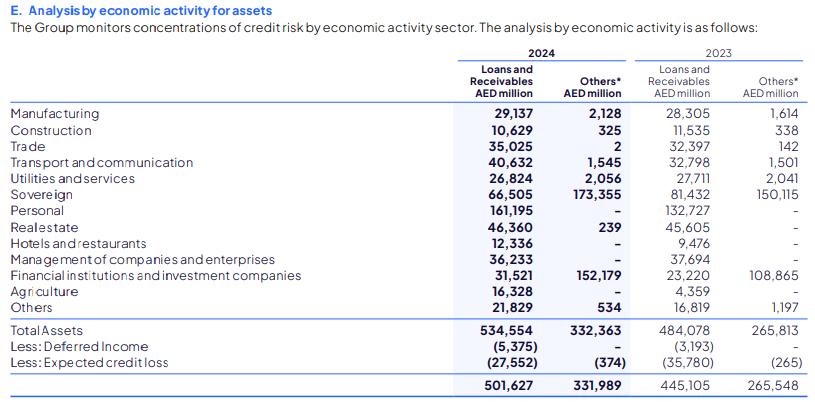 E. Analysis by economic activity for assets
The Group monitors concentrations of credit risk by economic activity sector. The analysis by economic activity is as follows:
2024 2023
Loans and Receivables AED million Others* AED million Loans and Receivables AED million Others* AED million
Manufacturing 29,137 2,128 28,305 1,614
Construction 10,629 325 11,535 338
Trade 35,025 2 32,397 142
Transport and communication 40,632 1,545 32,798 1,501
Utilities and services 26,824 2,056 27,711 2,041
Sovereign 66,505 173,355 81,432 150,115
Personal 161,195 - 132,727 -
Real estate 46,360 239 45,605 -
Hotels and restaurants 12,336 - 9,476 -
Management of companies and enterprises 36,233 - 37,694 -
Financial institutions and investment companies 31,521 152,179 23,220 108,865
Agriculture 16,328 - 4,359 -
Others 21,829 534 16,819 1,197
Total Assets 534,554 332,363 484,078 265,813
Less: Deferred Income (5,375) - (3,193) -
Less: Expected credit loss (27,552) (374) (35,780) (265)
501,627 331,989 445,105 265,548